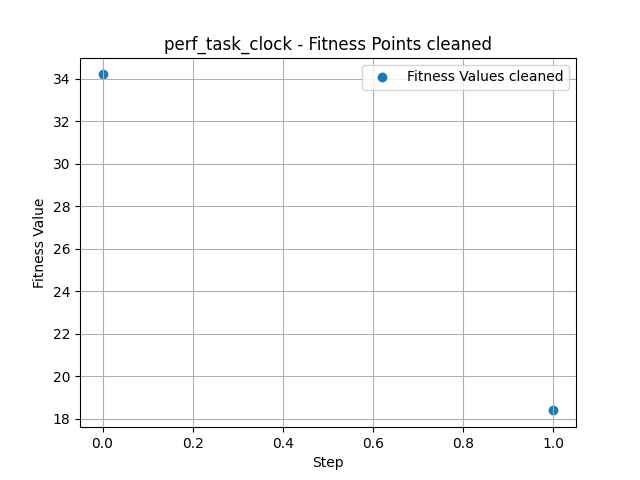 perf_task_clock - Fitness Points cleaned
Fitness Values cleaned
34
32
30
28
26
24
22
20
18
Fitness Value
0.0 0.2 0.4 0.6 0.8 1.0
Step